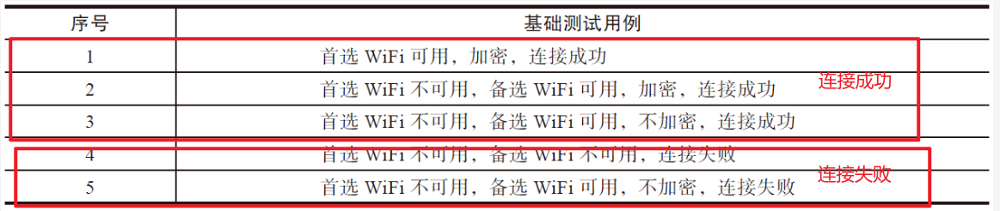 序号 基础测试用例
1 首选 WiFi 可用，加密，连接成功
2 首选 WiFi 不可用，备选 WiFi 可用，加密，连接成功
连接成功
3 首选 WiFi 不可用，备选 WiFi 可用，不加密，连接成功
4 首选 WiFi 不可用，备选 WiFi 不可用，连接失败
5 首选 WiFi 不可用，备选 WiFi 可用，不加密，连接失败
连接失败